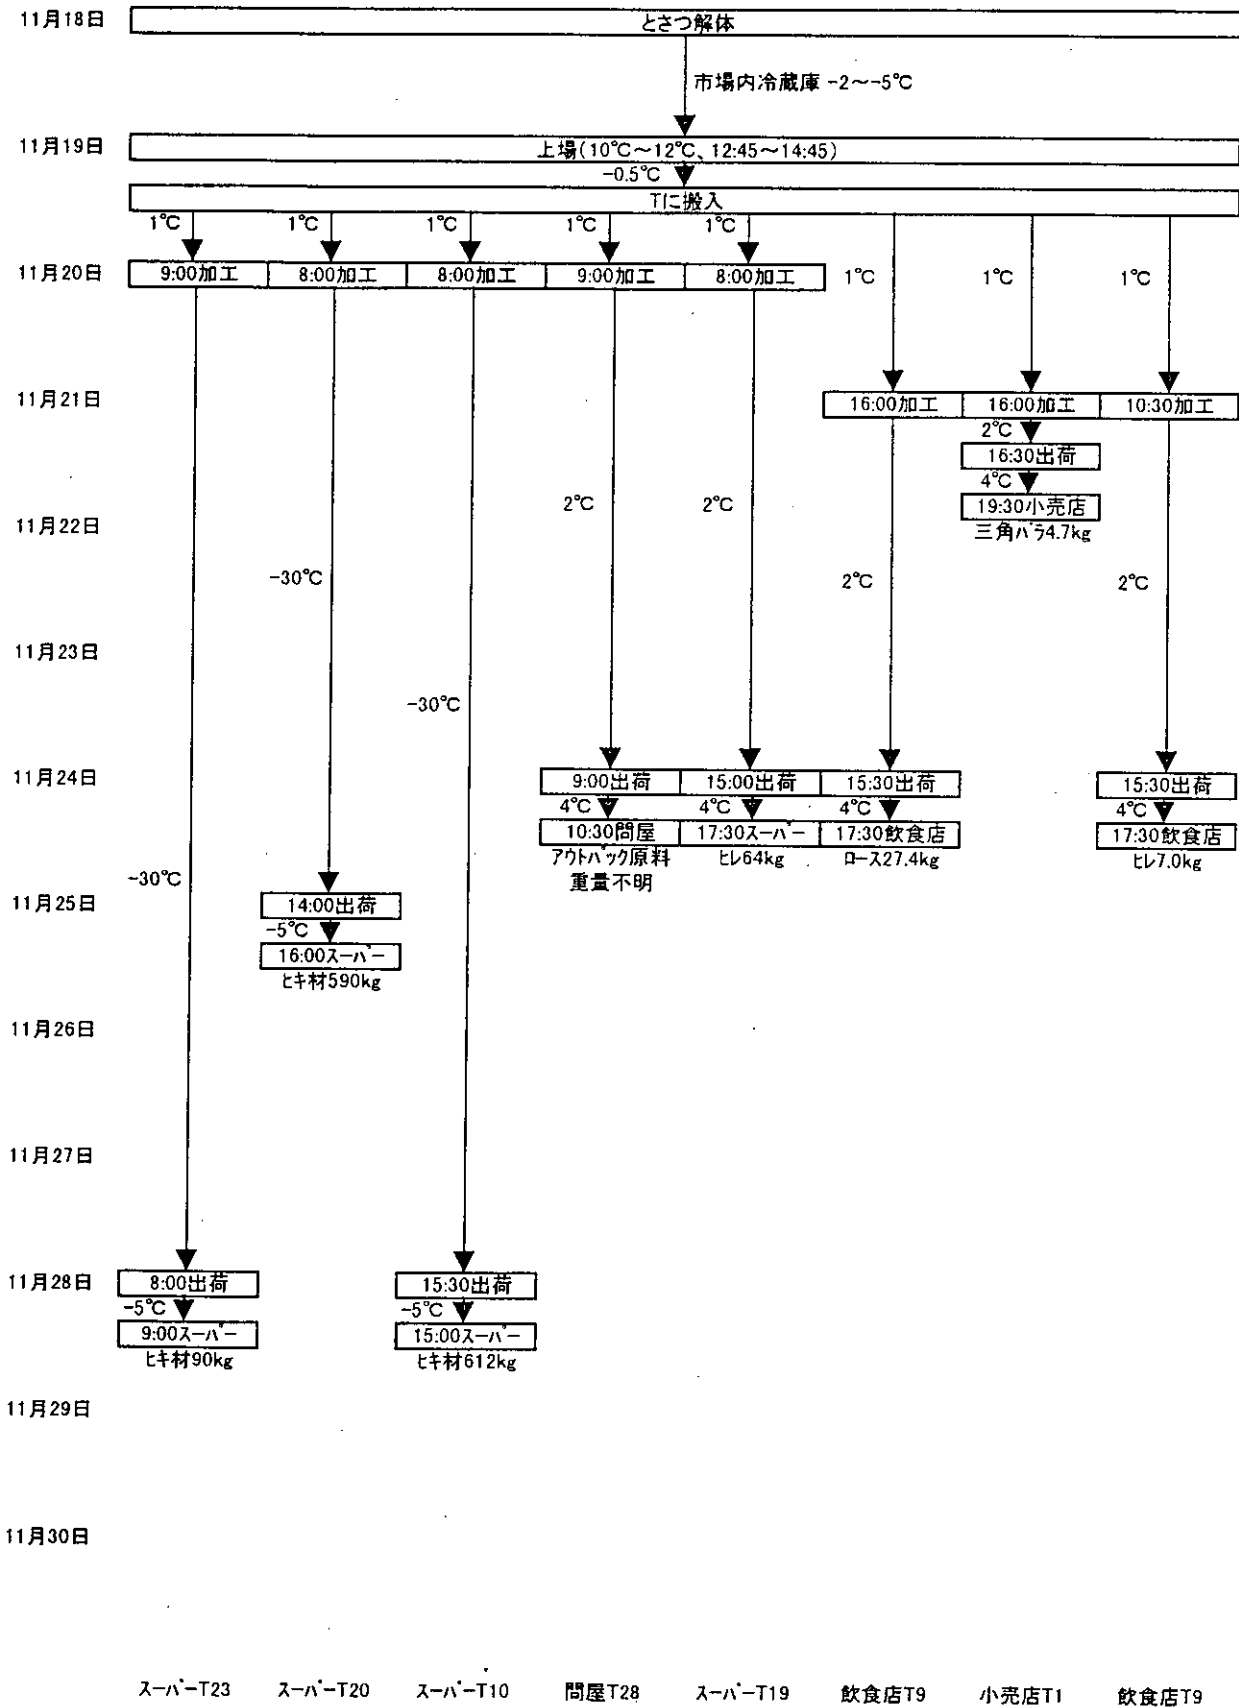 11月18日
とさつ解体
市場内冷蔵庫 -2～-5℃
11月19日
上場(10℃～12℃、12:45～14:45)
-0.5℃
Tに搬入
1℃ 1℃ 1℃ 1℃ 1℃
11月20日
9:00加工 8:00加工 8:00加工 9:00加工 8:00加工
1℃ 1℃ 1℃
11月21日
16:00加工 16:00加工 10:30加工
2℃
16:30出荷
4℃
2℃ 2℃
19:30小売店
11月22日
三角バラ4.7kg
-30℃ 2℃ 2℃
11月23日
-30℃
11月24日
9:00出荷 15:00出荷 15:30出荷 15:30出荷
4℃ 4℃ 4℃ 4℃
10:30問屋 17:30スーパー 17:30飲食店 17:30飲食店
アウトパック原料 ヒレ64kg ロース27.4kg ヒレ7.0kg
-30℃
重量不明
11月25日
14:00出荷
-5℃
16:00スーパー
ヒキ材590kg
11月26日
11月27日
11月28日
8:00出荷 15:30出荷
-5℃ -5℃
9:00スーパー 15:00スーパー
ヒキ材90kg ヒキ材612kg
11月29日
11月30日
スーパーT23 スーパーT20 スーパーT10 問屋T28 スーパーT19 飲食店T9 小売店T1 飲食店T9